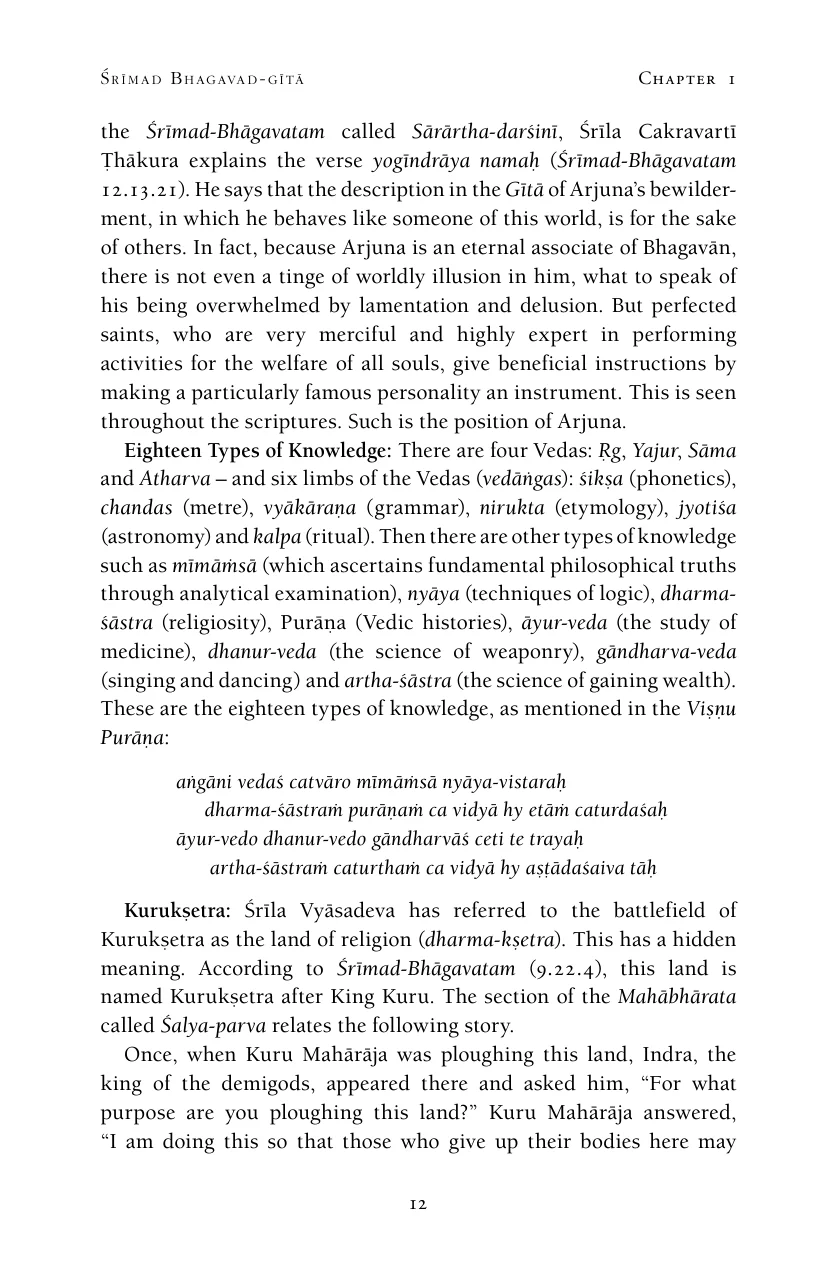 Śrīmad Bhagavad-gītā Chapter 1
the Śrīmad-Bhāgavatam called Sārārtha-darśinī, Śrīla Cakravartī
Ṭhākura explains the verse yogīndrāya namaḥ (Śrīmad-Bhāgavatam
12.13.21). He says that the description in the Gītā of Arjuna’s bewilder-
ment, in which he behaves like someone of this world, is for the sake
of others. In fact, because Arjuna is an eternal associate of Bhagavān,
there is not even a tinge of worldly illusion in him, what to speak of
his being overwhelmed by lamentation and delusion. But perfected
saints, who are very merciful and highly expert in performing
activities for the welfare of all souls, give beneficial instructions by
making a particularly famous personality an instrument. This is seen
throughout the scriptures. Such is the position of Arjuna.
Eighteen Types of Knowledge: There are four Vedas: Ṛg, Yajur, Sāma
and Atharva – and six limbs of the Vedas (vedāṅgas): śikṣa (phonetics),
chandas (metre), vyākāraṇa (grammar), nirukta (etymology), jyotiśa
(astronomy) and kalpa (ritual). Then there are other types of knowledge
such as mīmāṁsā (which ascertains fundamental philosophical truths
through analytical examination), nyāya (techniques of logic), dharma-
śāstra (religiosity), Purāṇa (Vedic histories), āyur-veda (the study of
medicine), dhanur-veda (the science of weaponry), gāndharva-veda
(singing and dancing) and artha-śāstra (the science of gaining wealth).
These are the eighteen types of knowledge, as mentioned in the Viṣṇu
Purāṇa:
aṅgāni vedaś catvāro mīmāṁsā nyāya-vistaraḥ
dharma-śāstraṁ purāṇaṁ ca vidyā hy etāṁ caturdaśaḥ
āyur-vedo dhanur-vedo gāndharvāś ceti te trayaḥ
artha-śāstraṁ caturthaṁ ca vidyā hy aṣṭādaśaiva tāḥ
Kurukṣetra: Śrīla Vyāsadeva has referred to the battlefield of
Kurukṣetra as the land of religion (dharma-kṣetra). This has a hidden
meaning. According to Śrīmad-Bhāgavatam (9.22.4), this land is
named Kurukṣetra after King Kuru. The section of the Mahābhārata
called Śalya-parva relates the following story.
Once, when Kuru Mahārāja was ploughing this land, Indra, the
king of the demigods, appeared there and asked him, “For what
purpose are you ploughing this land?” Kuru Mahārāja answered,
“I am doing this so that those who give up their bodies here may
12